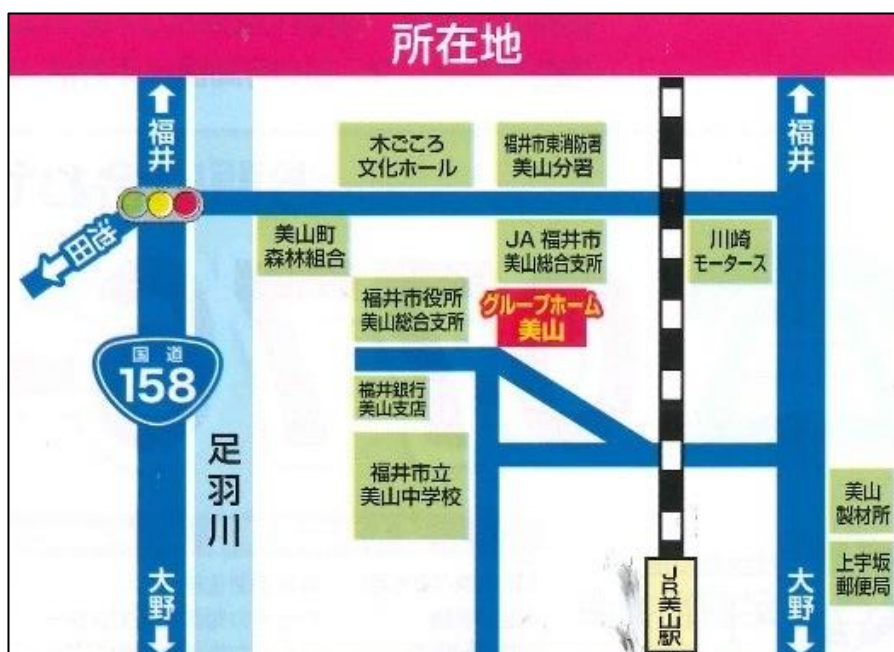 所在地
福井
福井
木ごころ
文化ホール
福井市東消防署
美山分署
池田
美山町
森林組合
JA 福井市
美山総合支所
川崎
モータース
福井市役所
美山総合支所
グループホーム
美山
国道
158
福井銀行
美山支店
足羽川
福井市立
美山中学校
美山
製材所
上宇坂
郵便局
JR美山駅
大野
大野